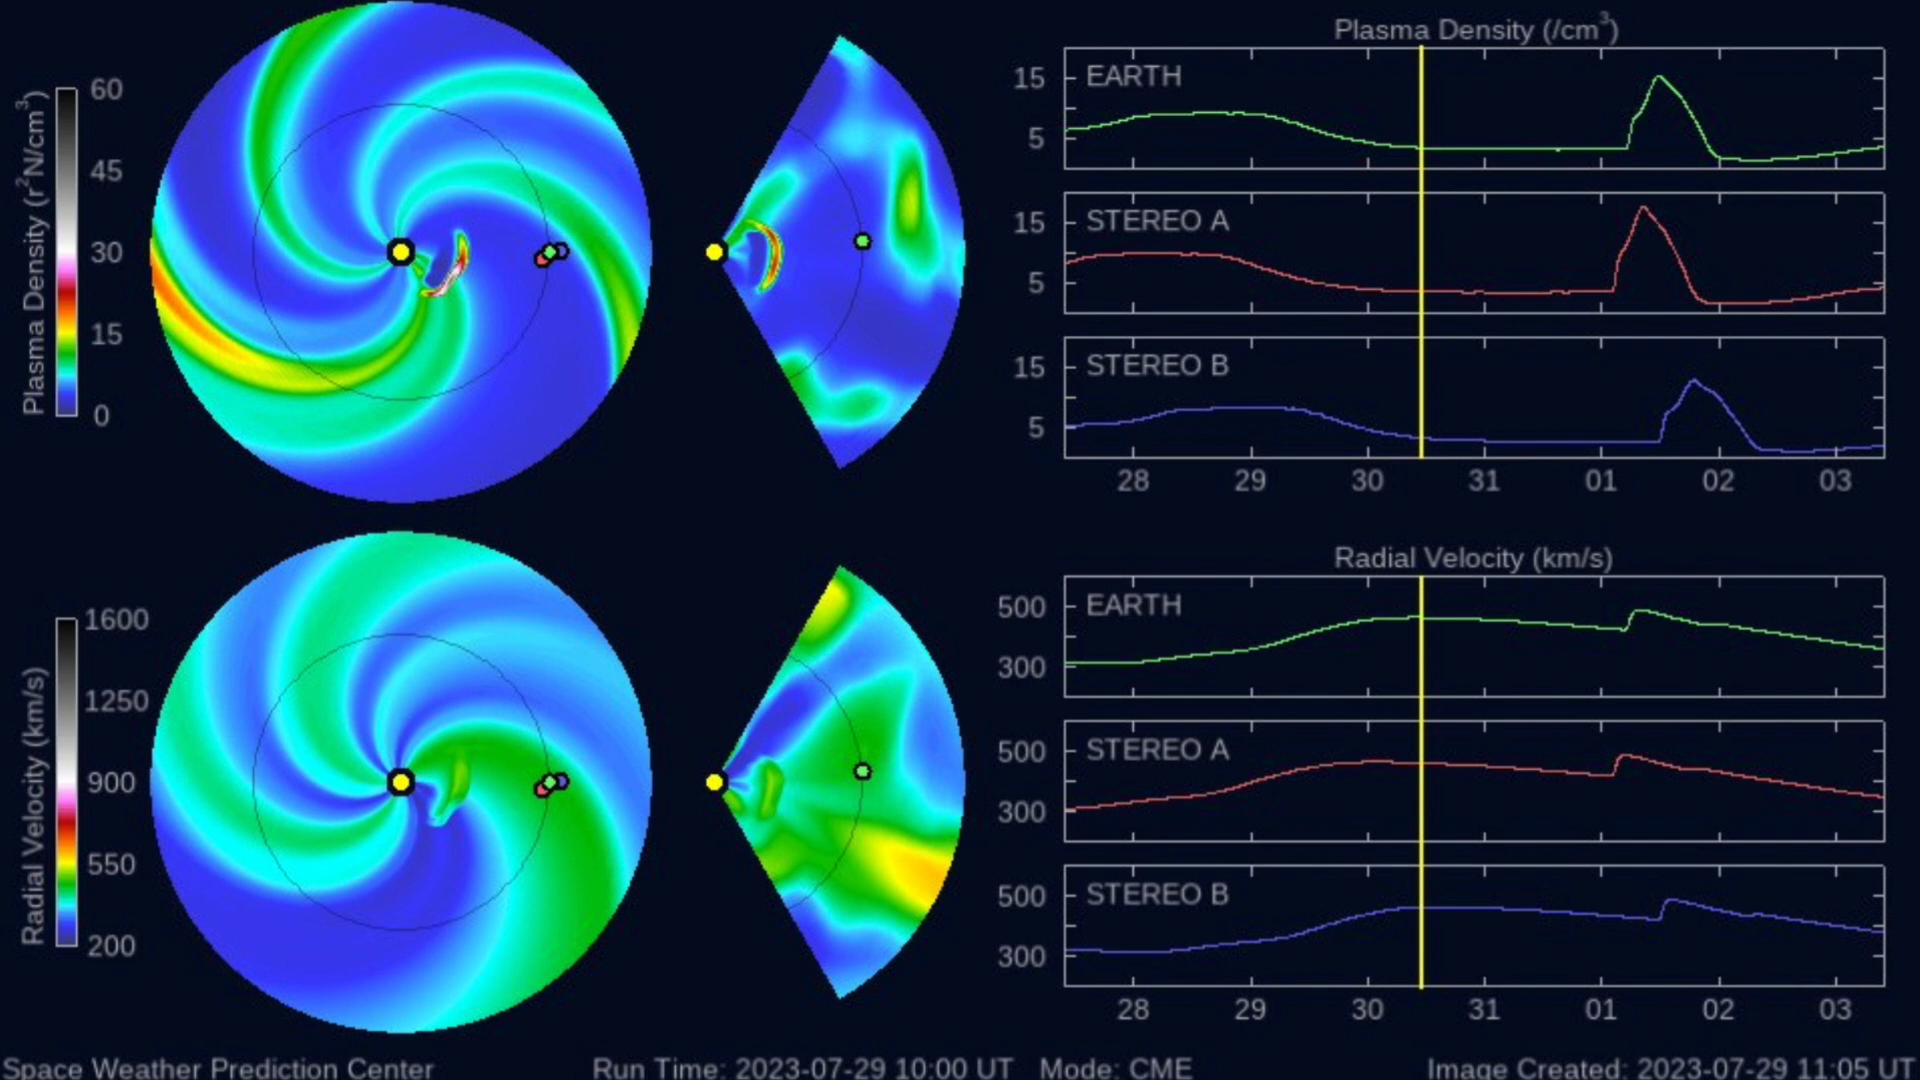 Plasma Density (/cm³)
Plasma Density (r²N/cm³)
60
45
30
15
0
EARTH
15
5
STEREO A
15
5
STEREO B
15
5
28 29 30 31 01 02 03
Radial Velocity (km/s)
Radial Velocity (km/s)
1600
1250
900
550
200
EARTH
500
300
STEREO A
500
300
STEREO B
500
300
28 29 30 31 01 02 03
Space Weather Prediction Center Run Time: 2023-07-29 10:00 UT Mode: CME Image Created: 2023-07-29 11:05 UT